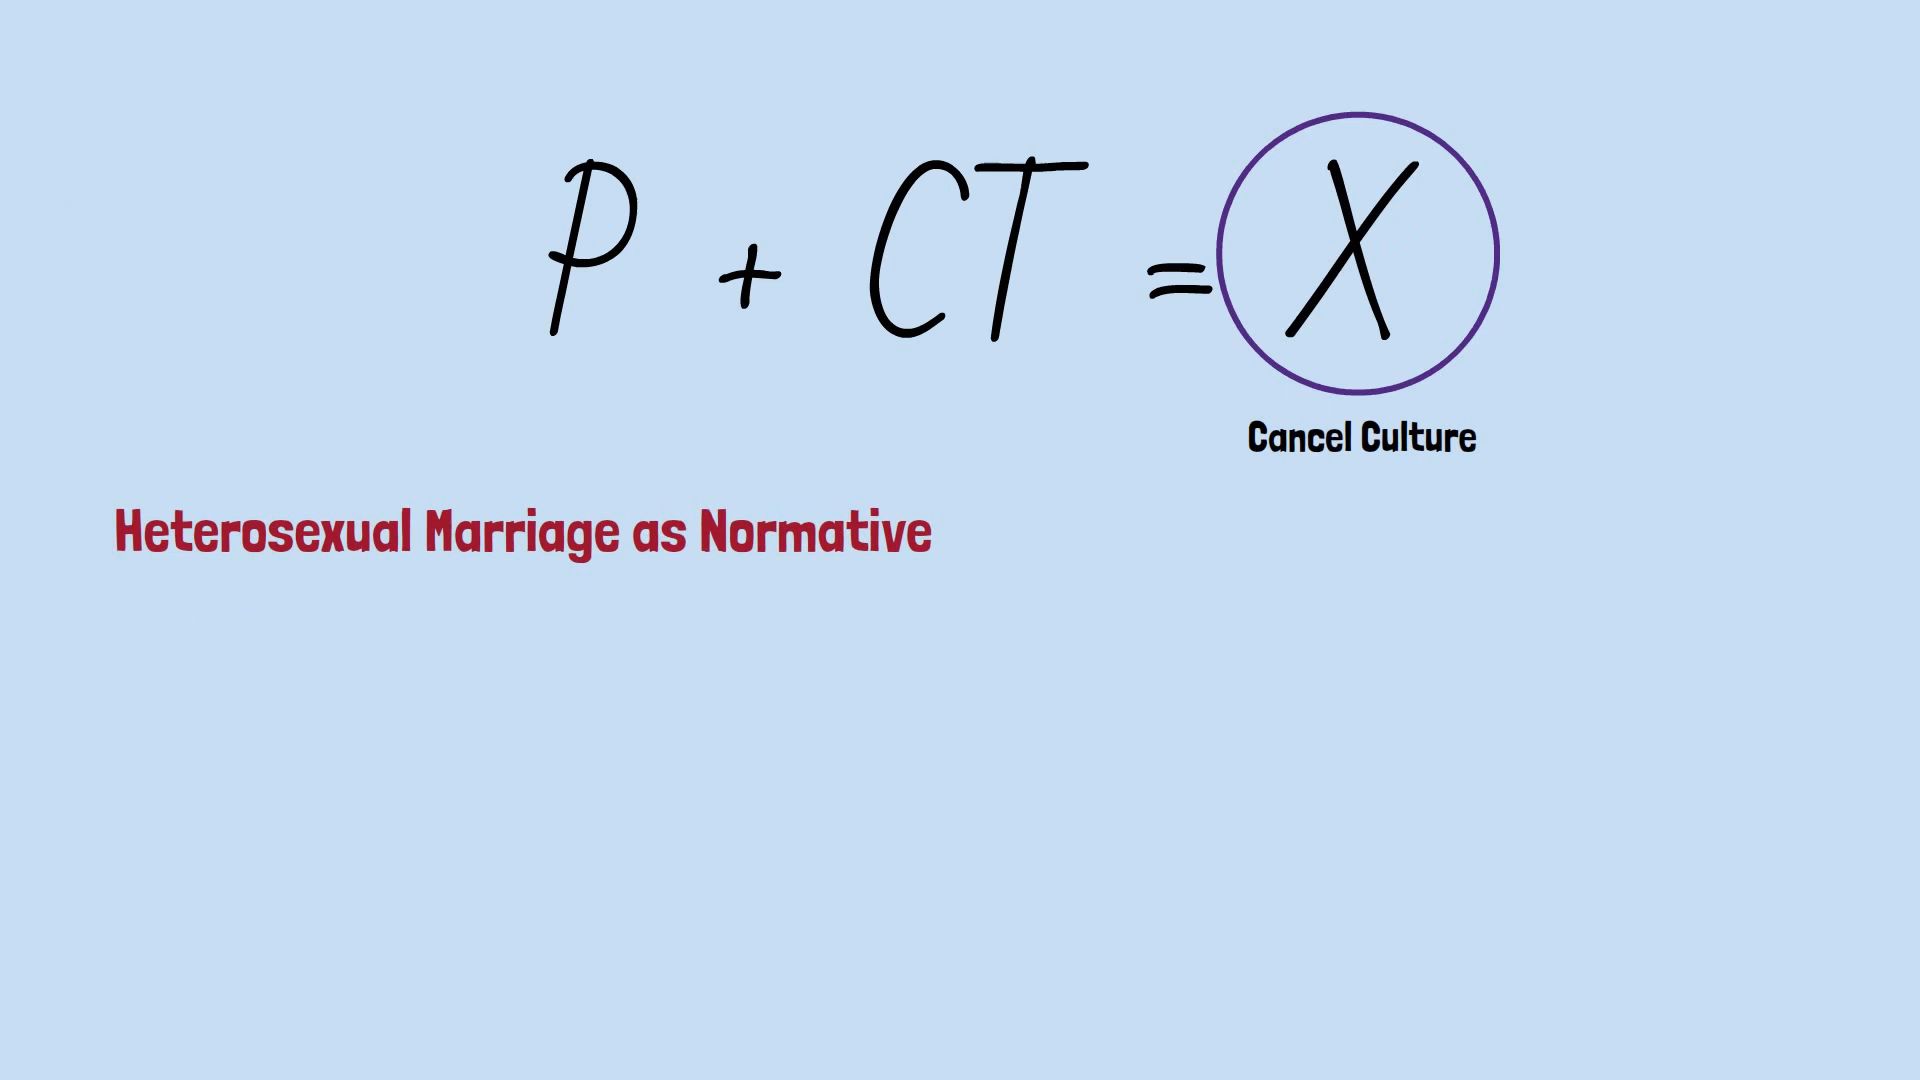 P + CT = X
Cancel Culture
Heterosexual Marriage as Normative